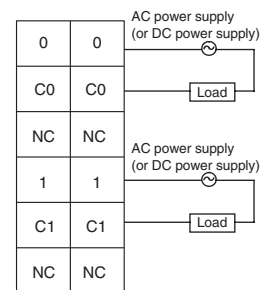 AC power supply
(or DC power supply)
0 0
C0 C0
Load
NC NC
AC power supply
(or DC power supply)
1 1
C1 C1
Load
NC NC